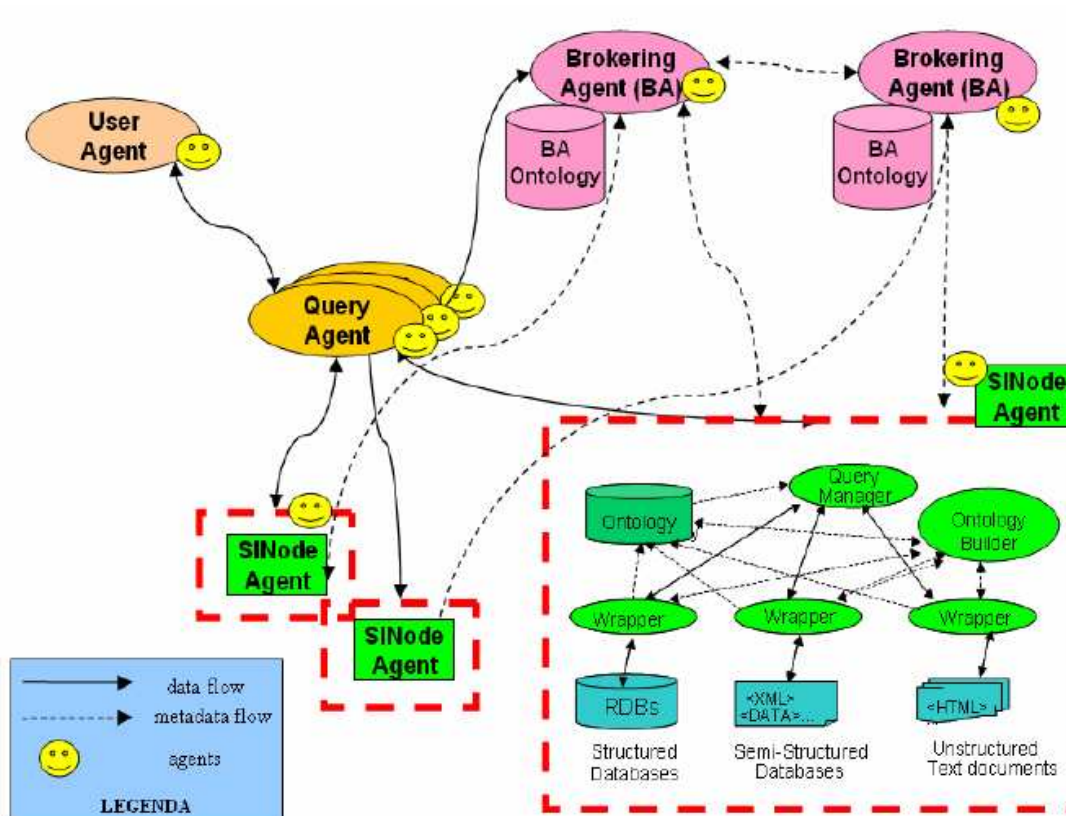 Brokering
Agent (BA)
Brokering
Agent (BA)
User
Agent
BA
Ontology
BA
Ontology
Query
Agent
SINode
Agent
Query
Manager
Ontology
Ontology
Builder
SINode
Agent
Wrapper
Wrapper
Wrapper
SINode
Agent
data flow
metadata flow
agents
LEGENDA
RDBs
<XML>
<DATA>...
<HTML>
Structured
Databases
Semi-Structured
Databases
Unstructured
Text documents